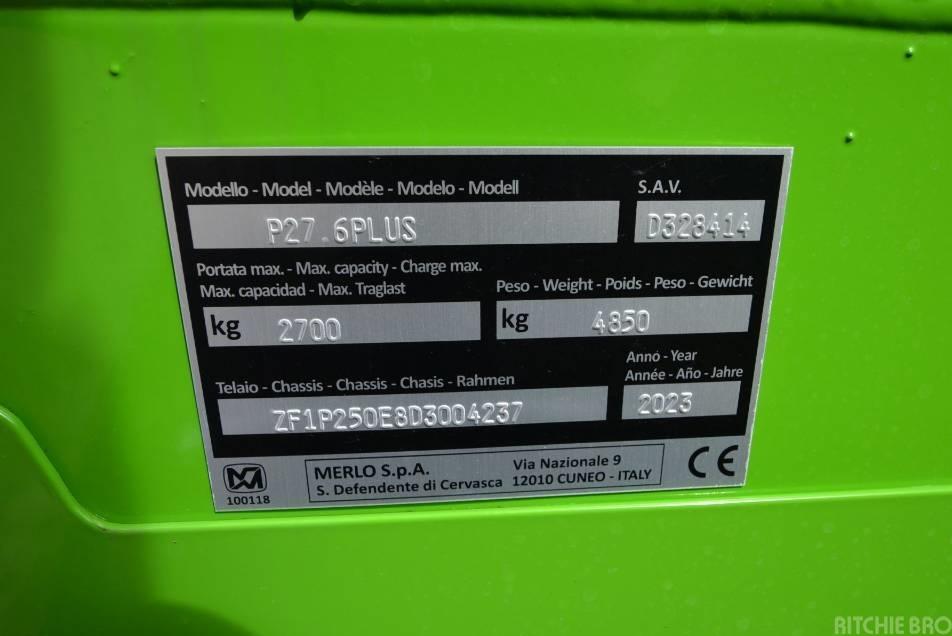 Modello - Model - Modèle - Modelo - Modell
S.A.V.
P27.6PLUS
D328414
Portata max. - Max. capacity - Charge max.
Max. capacidad - Max. Traglast
Peso - Weight - Poids - Peso - Gewicht
kg 2700
kg 4850
Telaio - Chassis - Chassis - Chasis - Rahmen
Anno - Year
Année - Año - Jahre
ZF1P250E8D3004237
2023
MERLO S.p.A.
S. Defendente di Cervasca
Via Nazionale 9
12010 CUNEO - ITALY
CE
100118
RITCHIE BRO